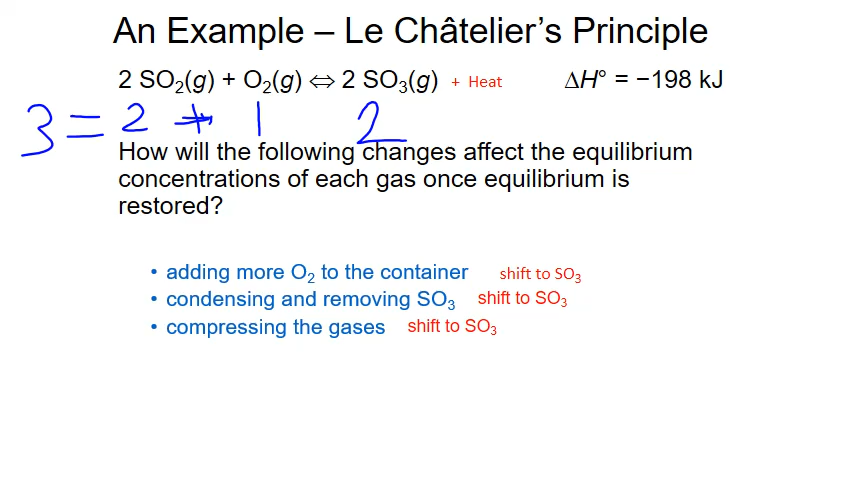 An Example – Le Châtelier's Principle
2 SO₂(g) + O₂(g) ⇔ 2 SO₃(g) + Heat ΔH° = −198 kJ
3 = 2 + 1 2
How will the following changes affect the equilibrium
concentrations of each gas once equilibrium is
restored?
• adding more O₂ to the container shift to SO₃
• condensing and removing SO₃ shift to SO₃
• compressing the gases shift to SO₃